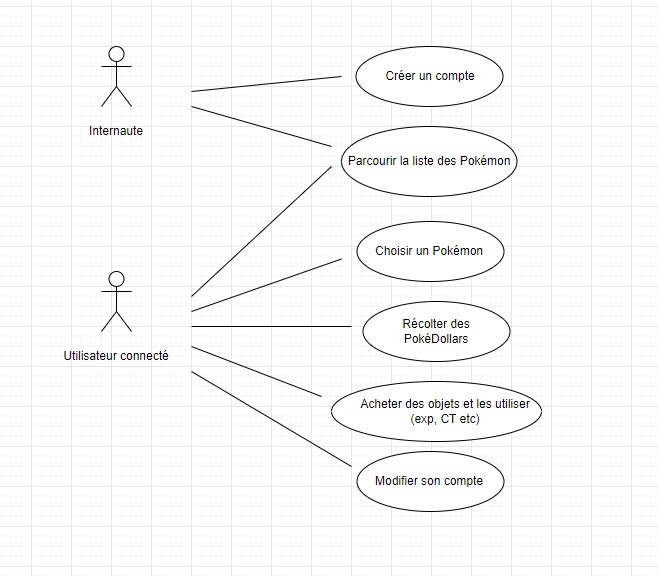 Créer un compte
Internaute
Parcourir la liste des Pokémon
Choisir un Pokémon
Récolter des
PokéDollars
Utilisateur connecté
Acheter des objets et les utiliser
(exp, CT etc)
Modifier son compte